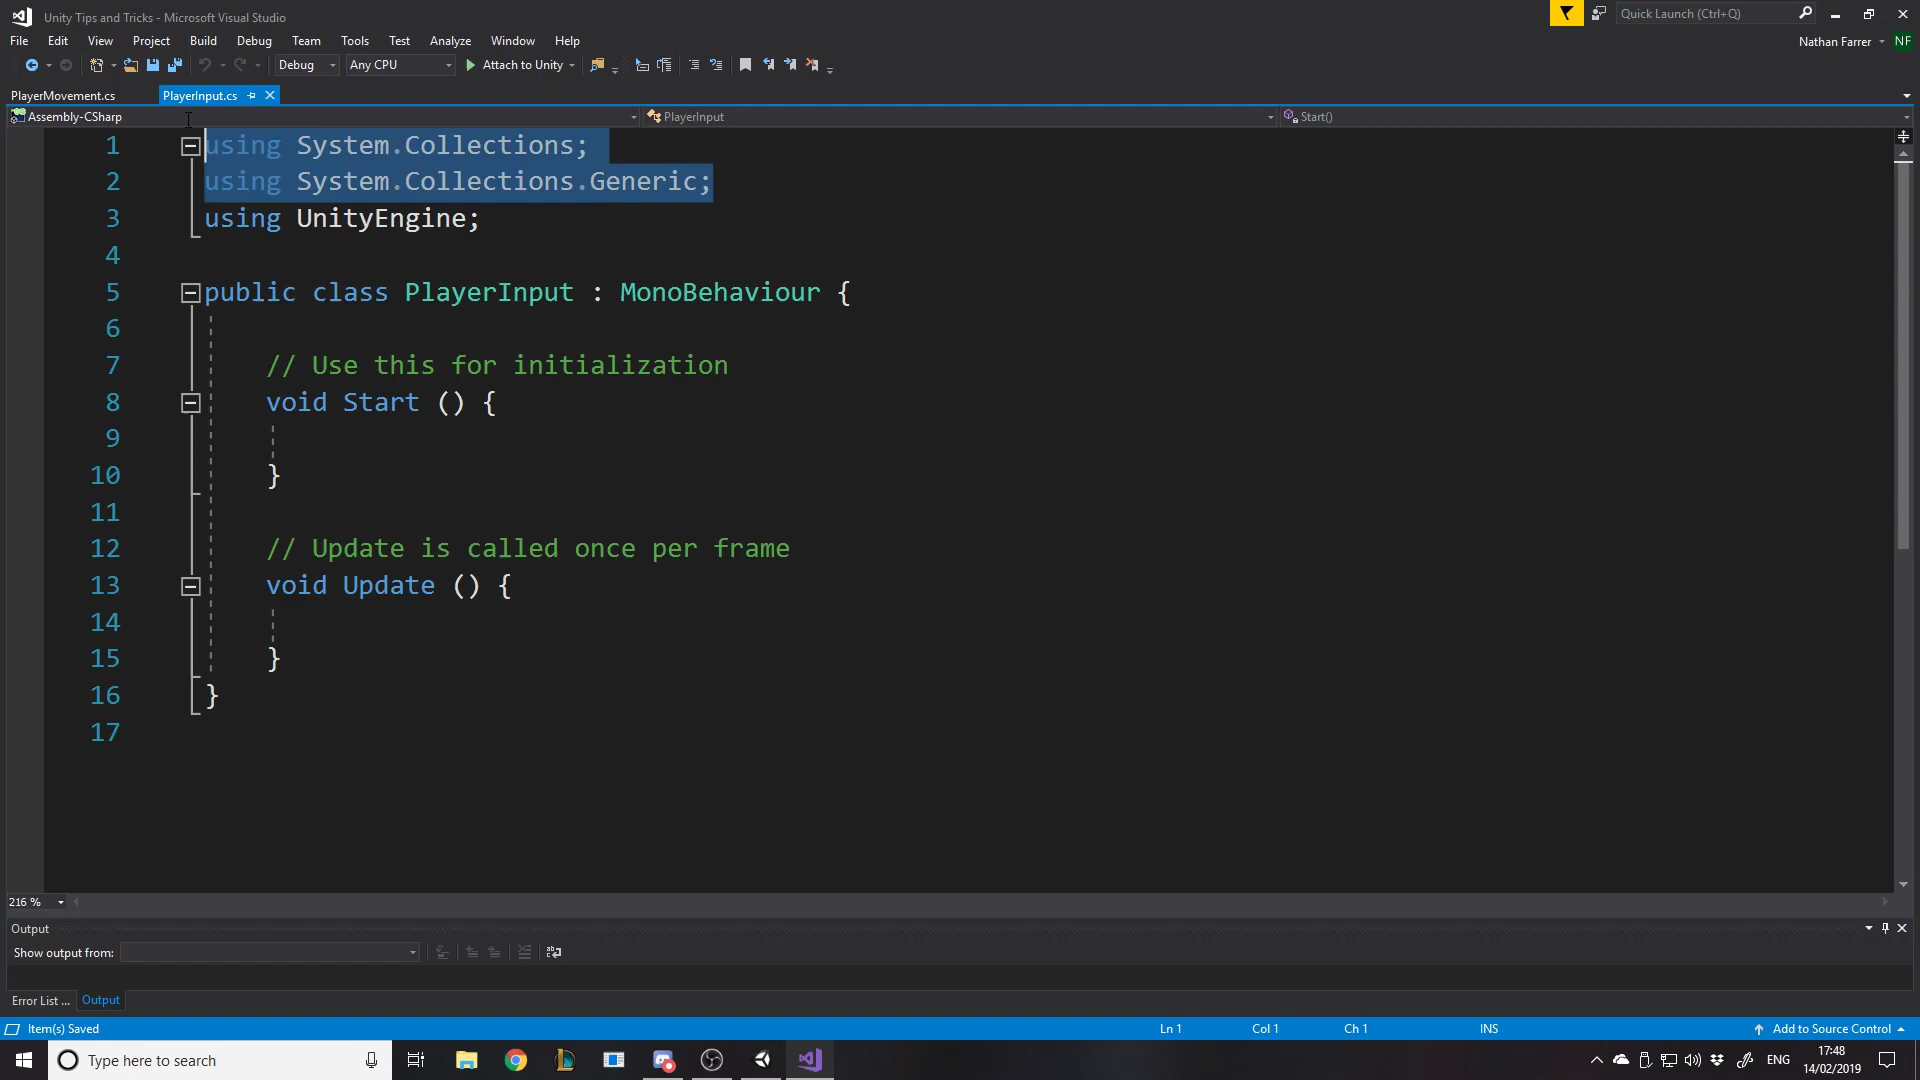 Unity Tips and Tricks - Microsoft Visual Studio
Quick Launch (Ctrl+Q)
File Edit View Project Build Debug Team Tools Test Analyze Window Help
Nathan Farrer NF
Debug Any CPU Attach to Unity
PlayerMovement.cs PlayerInput.cs
Assembly-CSharp PlayerInput Start()
1 using System.Collections;
2 using System.Collections.Generic;
3 using UnityEngine;
4
5 public class PlayerInput : MonoBehaviour {
6
7 // Use this for initialization
8 void Start () {
9
10 }
11
12 // Update is called once per frame
13 void Update () {
14
15 }
16 }
17
216 %
Output
Show output from:
Error List ... Output
Item(s) Saved Ln 1 Col 1 Ch 1 INS Add to Source Control
Type here to search
ENG
17:48
14/02/2019